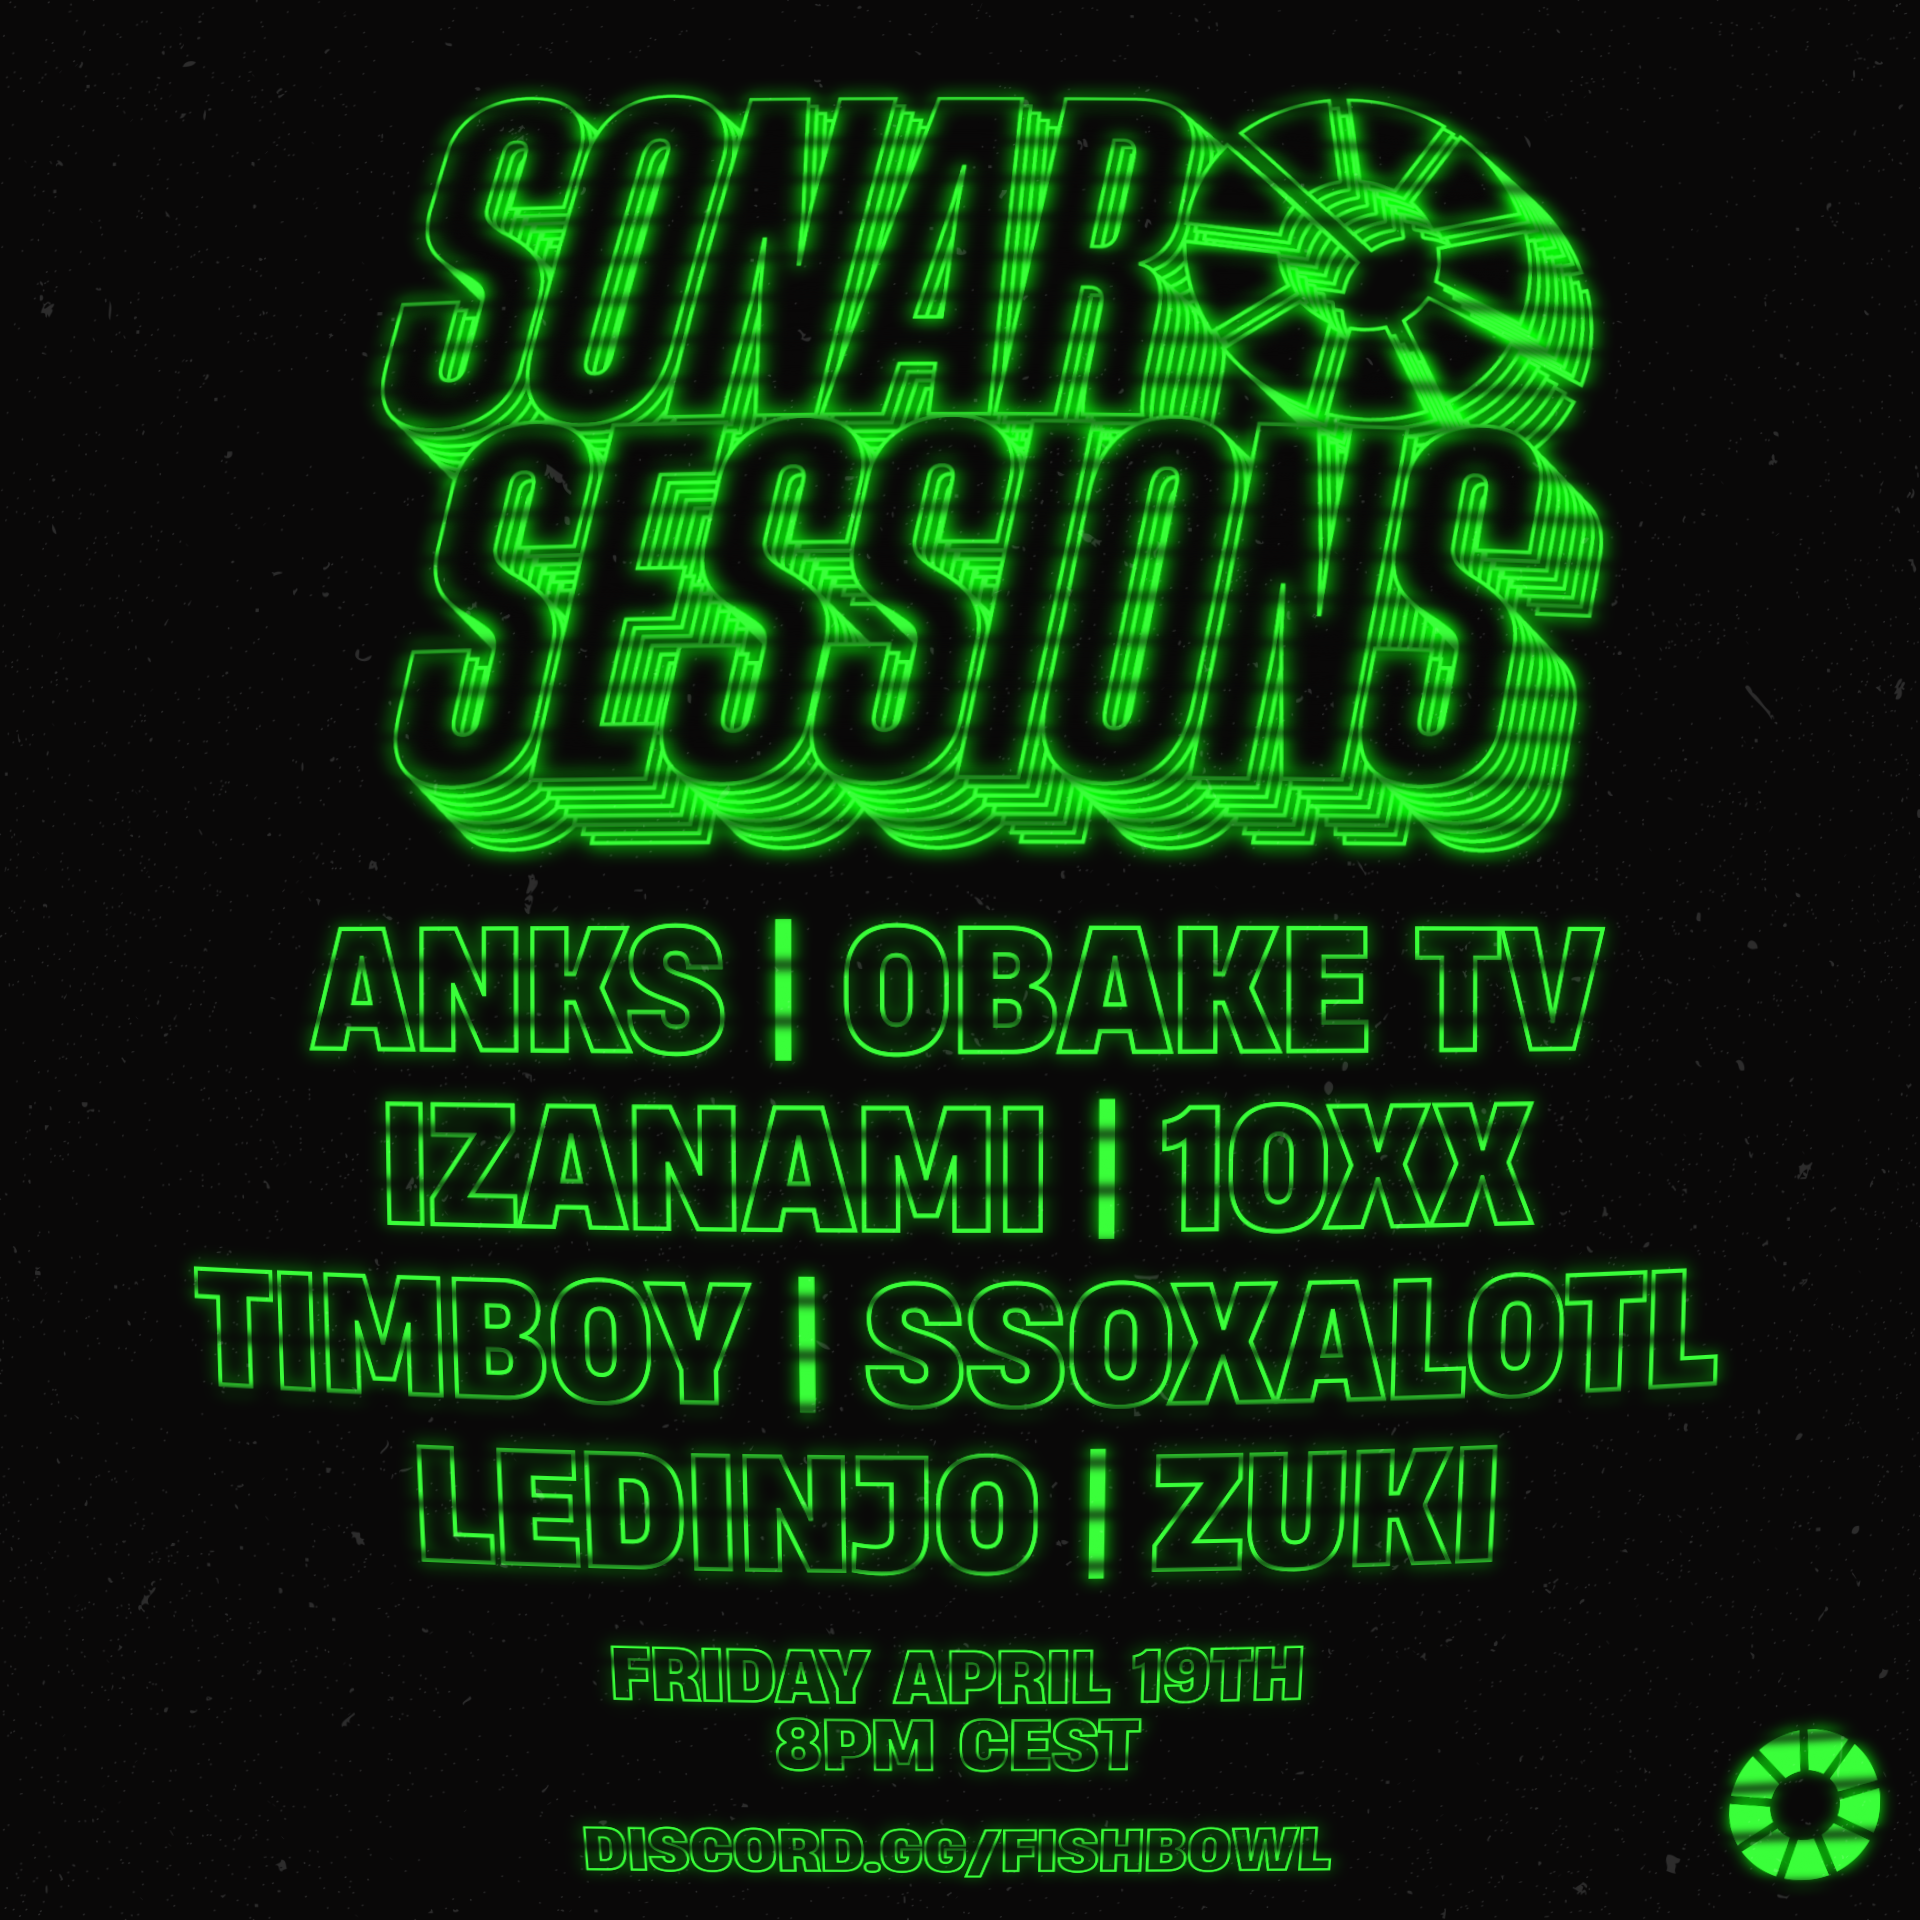 SONAR
SESSIONS
ANKS | OBAKE TV
IZANAMI | 10XX
TIMBOY | SSOXALOTL
LEDINJO | ZUKI
FRIDAY APRIL 19TH
8PM CEST
DISCORD.GG/FISHBOWL